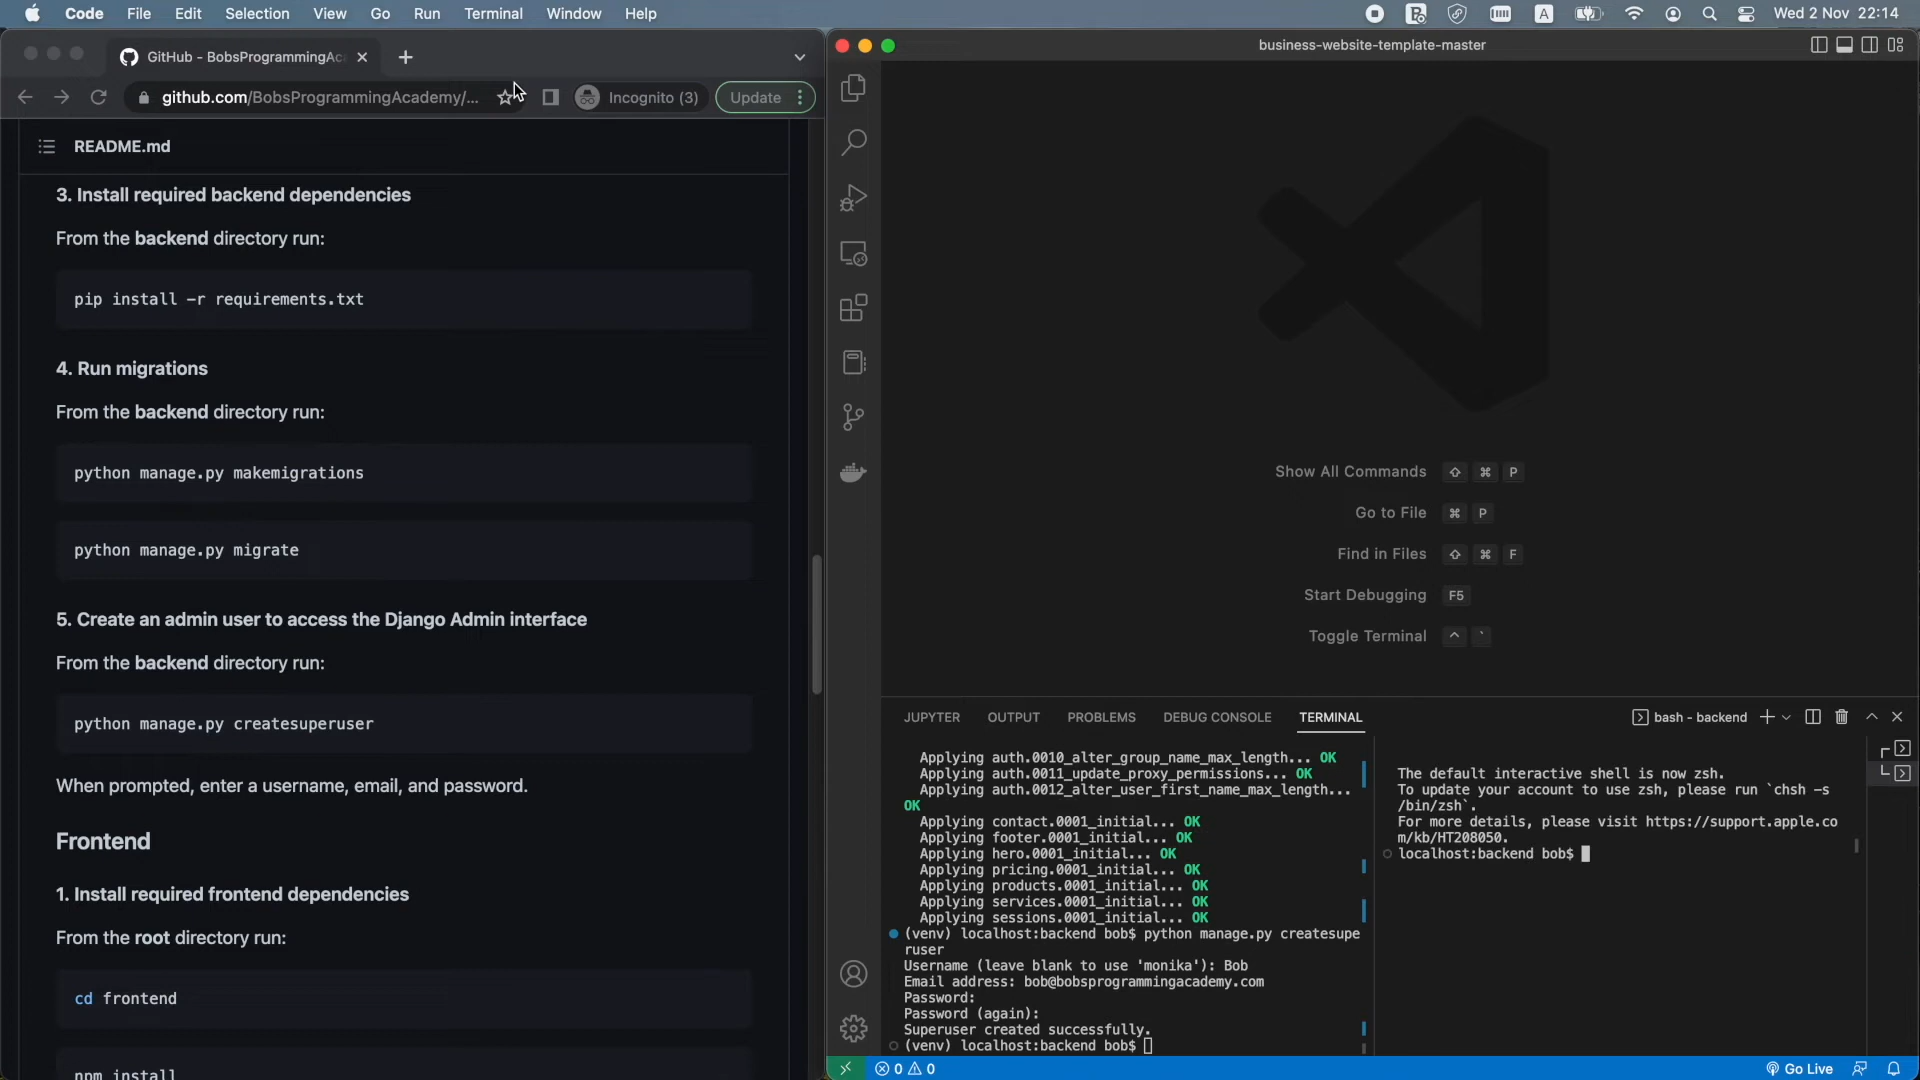 Code File Edit Selection View Go Run Terminal Window Help
A
Wed 2 Nov 22:14
GitHub - BobsProgrammingAc
github.com/BobsProgrammingAcademy/...
Incognito (3)
Update
README.md
3. Install required backend dependencies
From the backend directory run:
pip install -r requirements.txt
4. Run migrations
From the backend directory run:
python manage.py makemigrations
python manage.py migrate
5. Create an admin user to access the Django Admin interface
From the backend directory run:
python manage.py createsuperuser
When prompted, enter a username, email, and password.
Frontend
1. Install required frontend dependencies
From the root directory run:
cd frontend
npm install
business-website-template-master
Show All Commands ⇧ ⌘ P
Go to File ⌘ P
Find in Files ⇧ ⌘ F
Start Debugging F5
Toggle Terminal ^ `
JUPYTER OUTPUT PROBLEMS DEBUG CONSOLE TERMINAL
bash - backend
Applying auth.0010_alter_group_name_max_length... OK
Applying auth.0011_update_proxy_permissions... OK
Applying auth.0012_alter_user_first_name_max_length...
OK
Applying contact.0001_initial... OK
Applying footer.0001_initial... OK
Applying hero.0001_initial... OK
Applying pricing.0001_initial... OK
Applying products.0001_initial... OK
Applying services.0001_initial... OK
Applying sessions.0001_initial... OK
(venv) localhost:backend bob$ python manage.py createsupe
ruser
Username (leave blank to use 'monika'): Bob
Email address: bob@bobsprogrammingacademy.com
Password:
Password (again):
Superuser created successfully.
(venv) localhost:backend bob$
The default interactive shell is now zsh.
To update your account to use zsh, please run `chsh -s
/bin/zsh`.
For more details, please visit https://support.apple.co
m/kb/HT208050.
localhost:backend bob$
0 0
Go Live